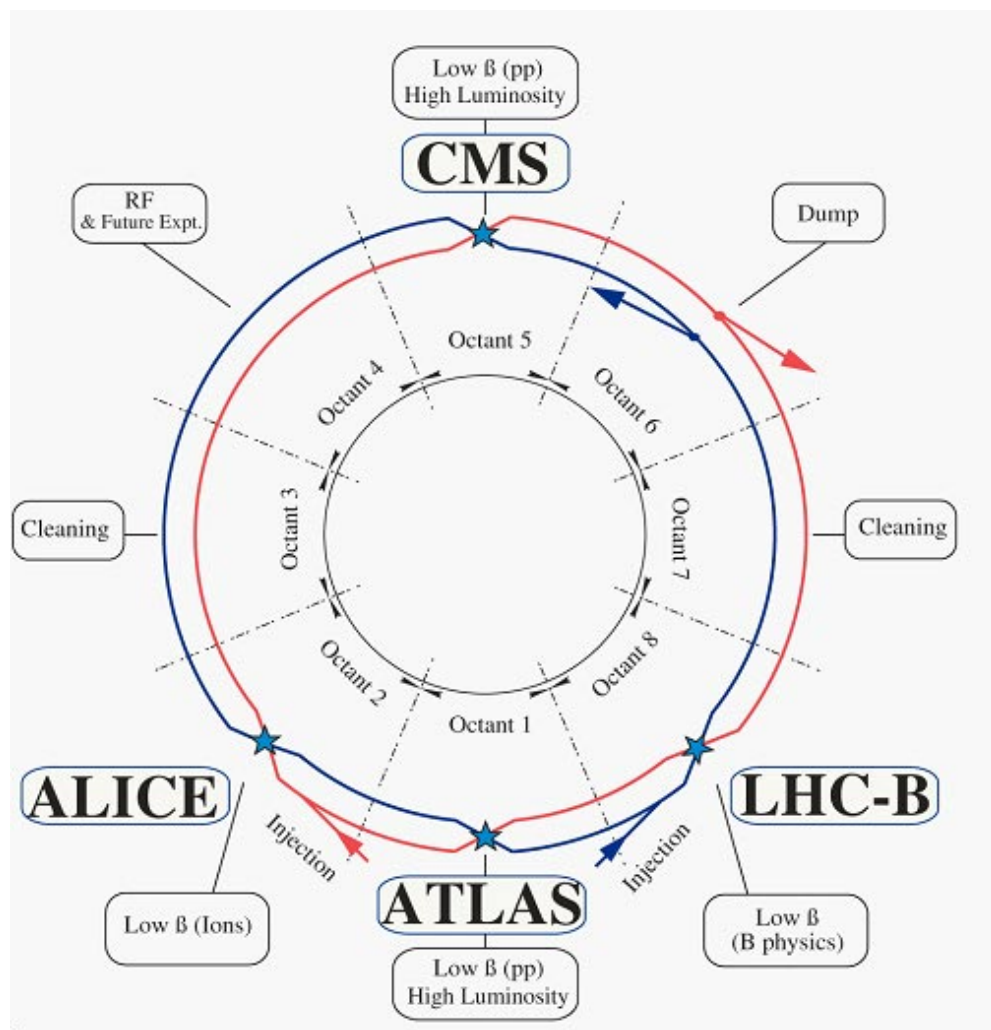 Low ß (pp)
High Luminosity
CMS
RF
& Future Expt.
Dump
Octant 5
Octant 4
Octant 6
Cleaning
Octant 3
Octant 7
Cleaning
Octant 2
Octant 8
Octant 1
ALICE
LHC-B
Injection
Injection
ATLAS
Low ß (Ions)
Low ß
(B physics)
Low ß (pp)
High Luminosity